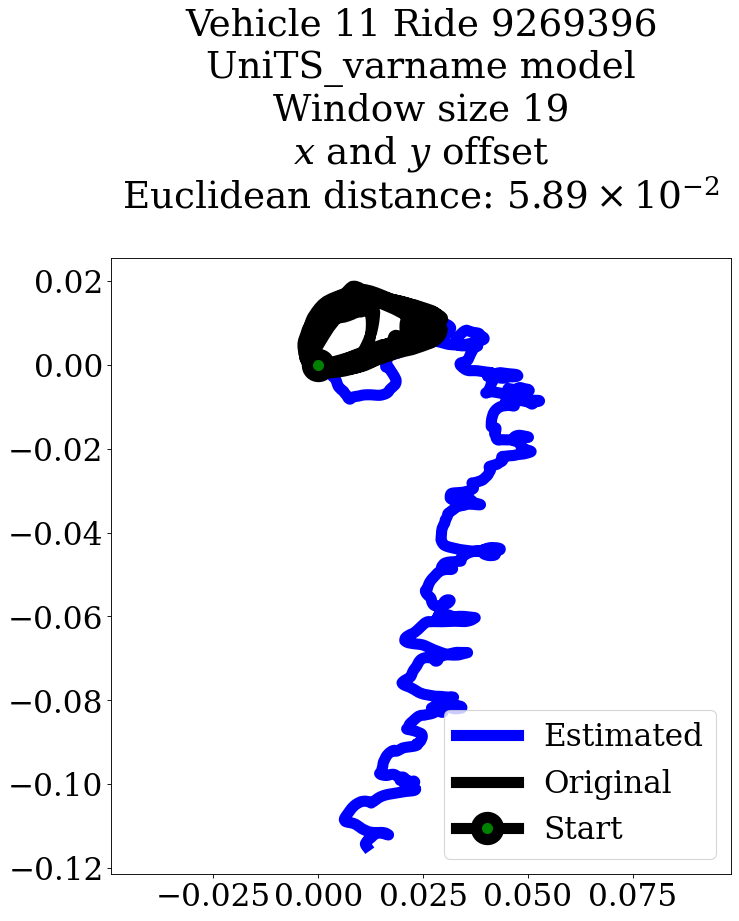 Vehicle 11 Ride 9269396
UniTS_varname model
Window size 19
x and y offset
Euclidean distance: 5.89 × 10⁻²
0.02
0.00
−0.02
−0.04
−0.06
−0.08
−0.10
−0.12
Estimated
Original
Start
−0.025 0.000 0.025 0.050 0.075